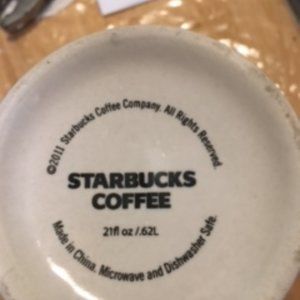 ©2011 Starbucks Coffee Company. All Rights Reserved.
STARBUCKS
COFFEE
21fl oz /.62L
Made in China. Microwave and Dishwasher Safe.